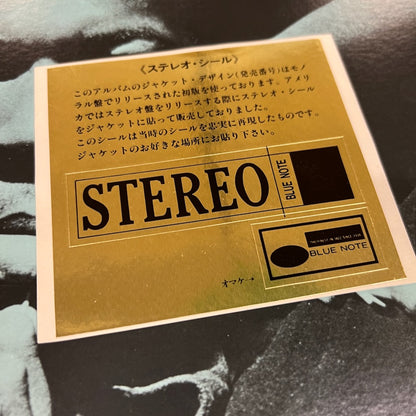 《ステレオ・シール》
このアルバムのジャケット・デザイン(発売番号)はモノ
ラル盤でリリースされた初版を使っております。アメリ
カではステレオ盤をリリースする際にステレオ・シール
をジャケットに貼って販売しておりました。
このシールは当時のシールを忠実に再現したものです。
ジャケットのお好きな場所にお貼り下さい。
STEREO
BLUE NOTE
THE FINEST IN JAZZ SINCE 1939
BLUE NOTE
オマケ→